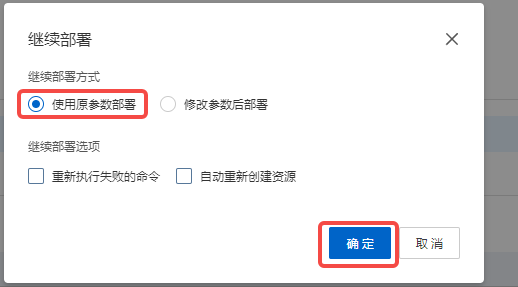 继续部署
继续部署方式
使用原参数部署 修改参数后部署
继续部署选项
重新执行失败的命令 自动重新创建资源
确定 取消